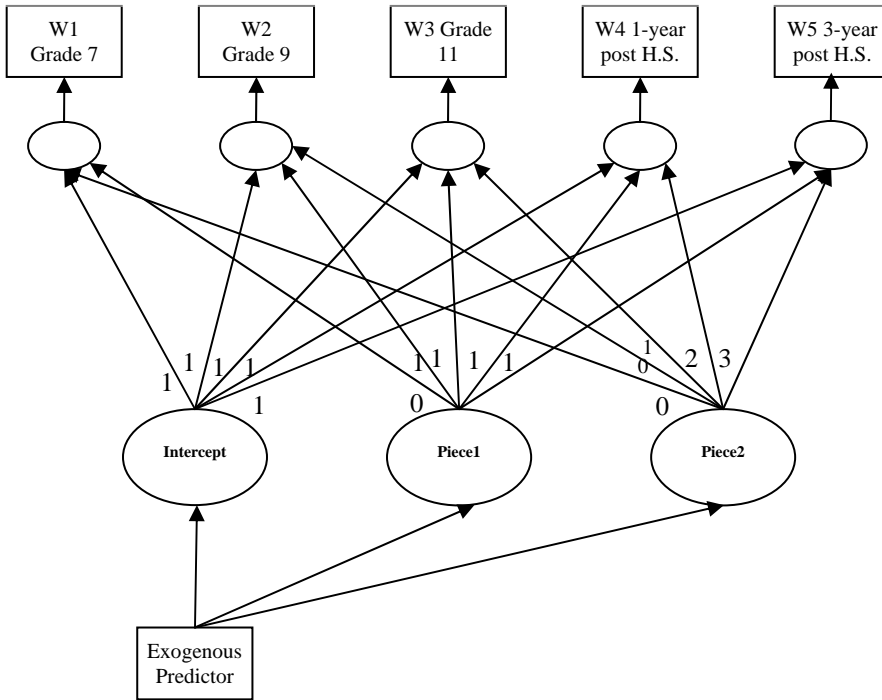 W1
Grade 7
W2
Grade 9
W3 Grade
11
W4 1-year
post H.S.
W5 3-year
post H.S.
1
1
1
1
1
0
1
1
1
1
0
0
1
2
3
Intercept
Piece1
Piece2
Exogenous
Predictor